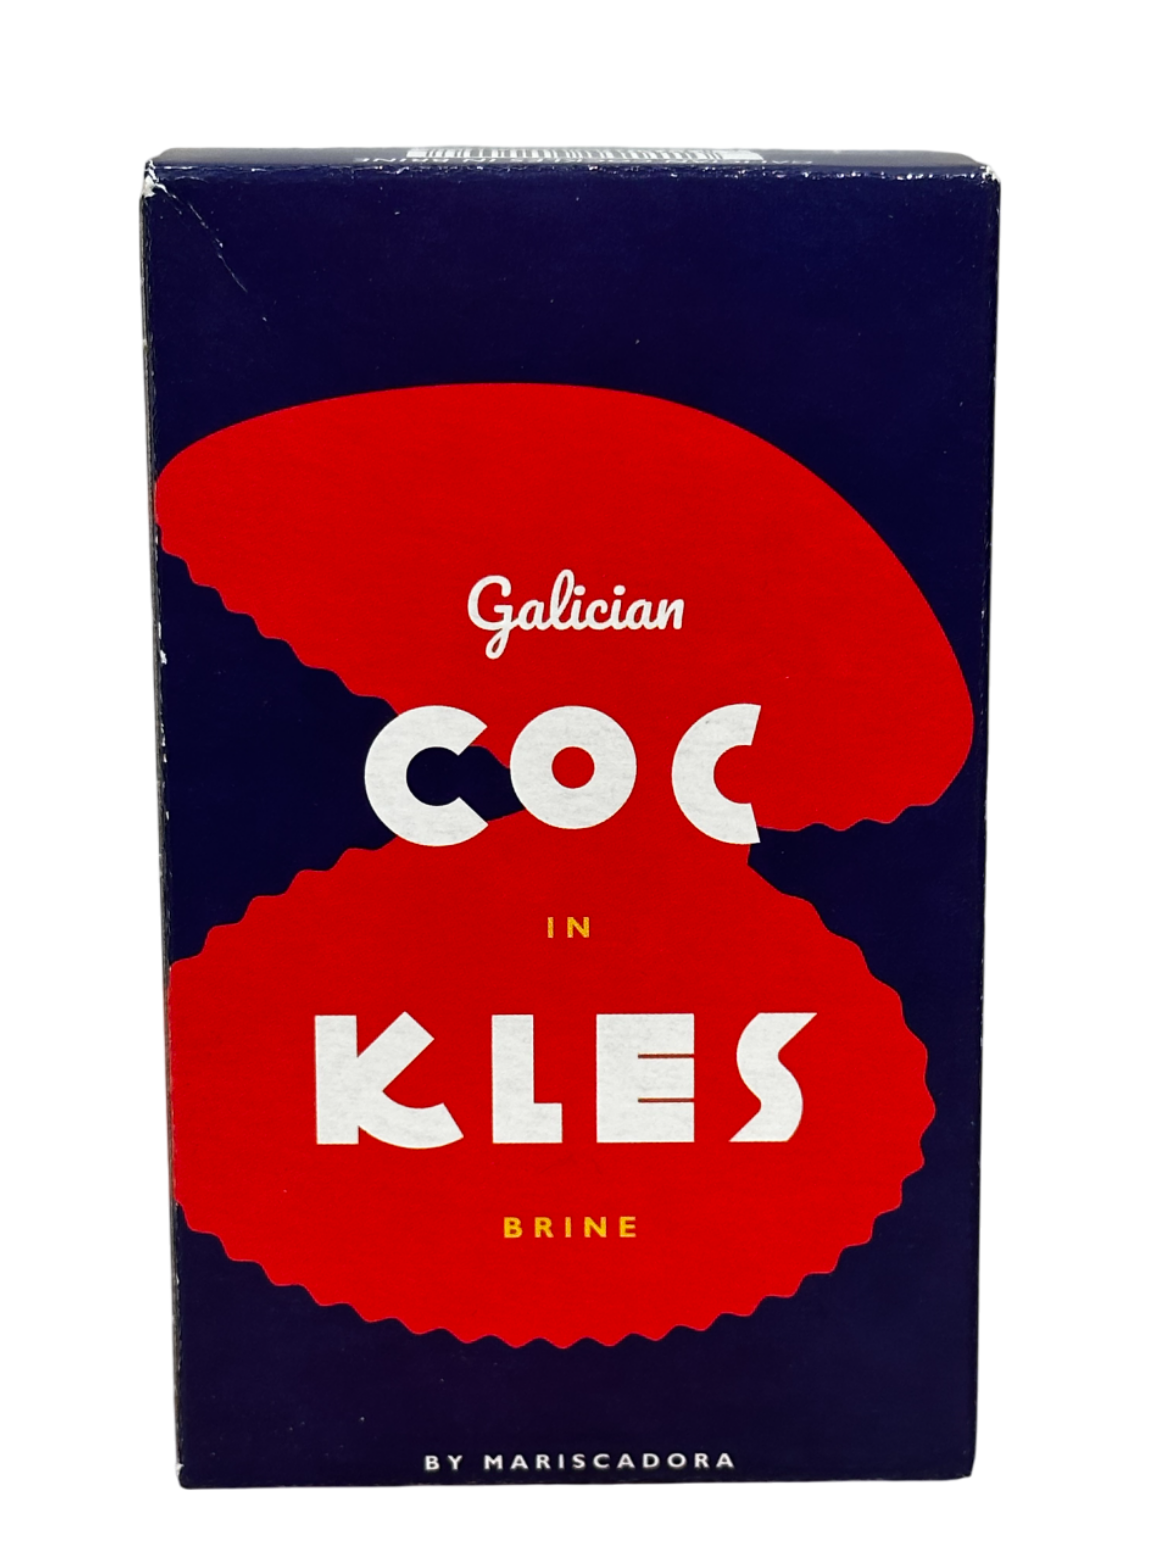 Galician
COC
IN
KLES
BRINE
BY MARISCADORA